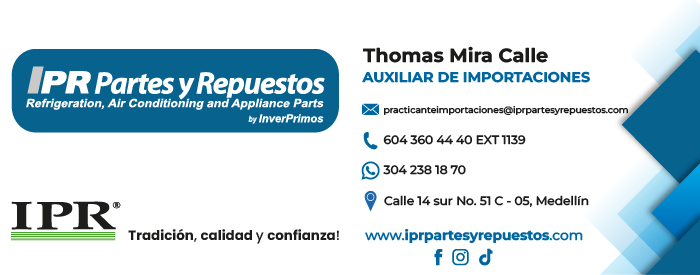 IPR Partes y Repuestos
Refrigeration, Air Conditioning and Appliance Parts
by InverPrimos
IPR®
Tradición, calidad y confianza!
Thomas Mira Calle
AUXILIAR DE IMPORTACIONES
practicanteimportaciones@iprpartesyrepuestos.com
604 360 44 40 EXT 1139
304 238 18 70
Calle 14 sur No. 51 C - 05, Medellín
www.iprpartesyrepuestos.com